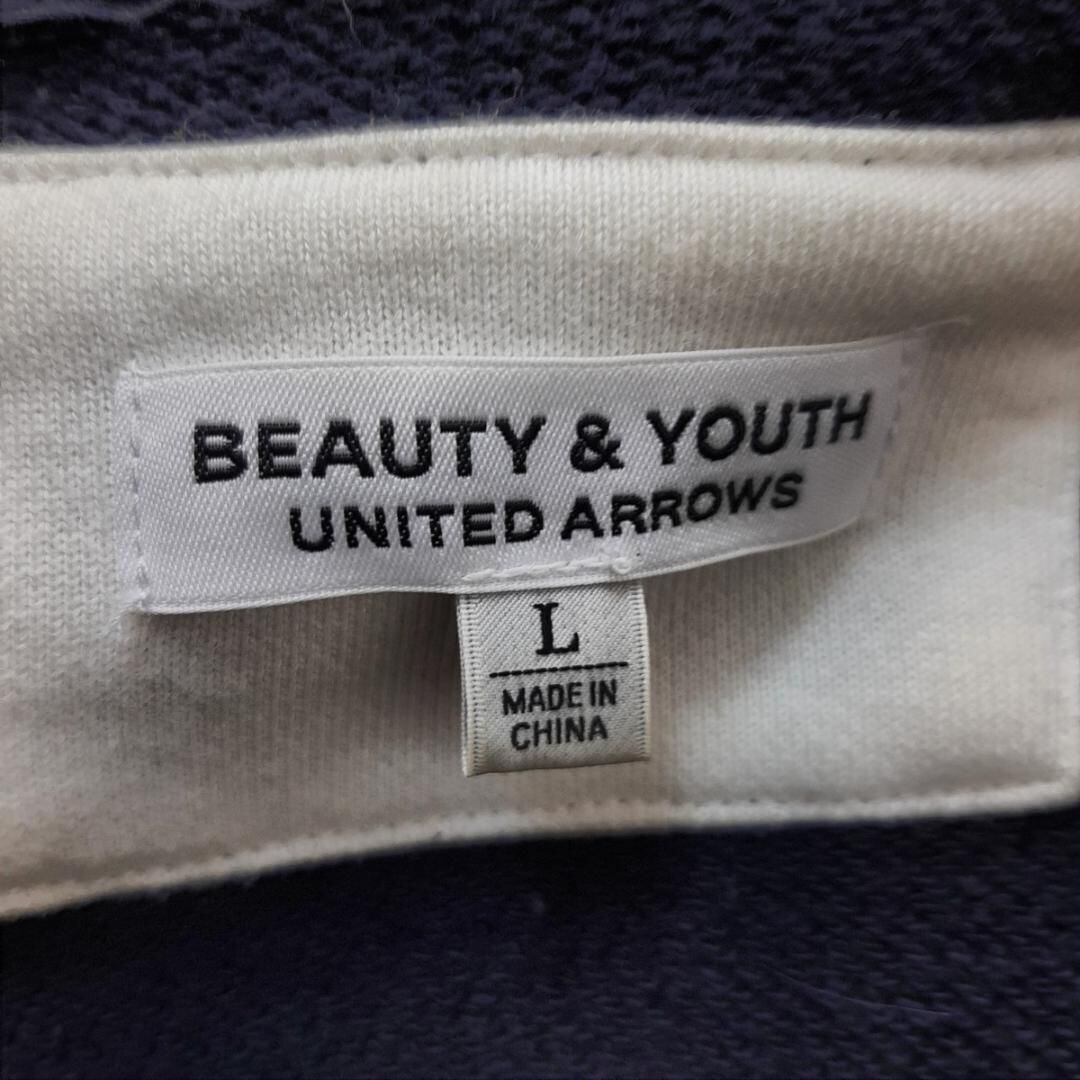 BEAUTY & YOUTH
UNITED ARROWS
L
MADE IN
CHINA